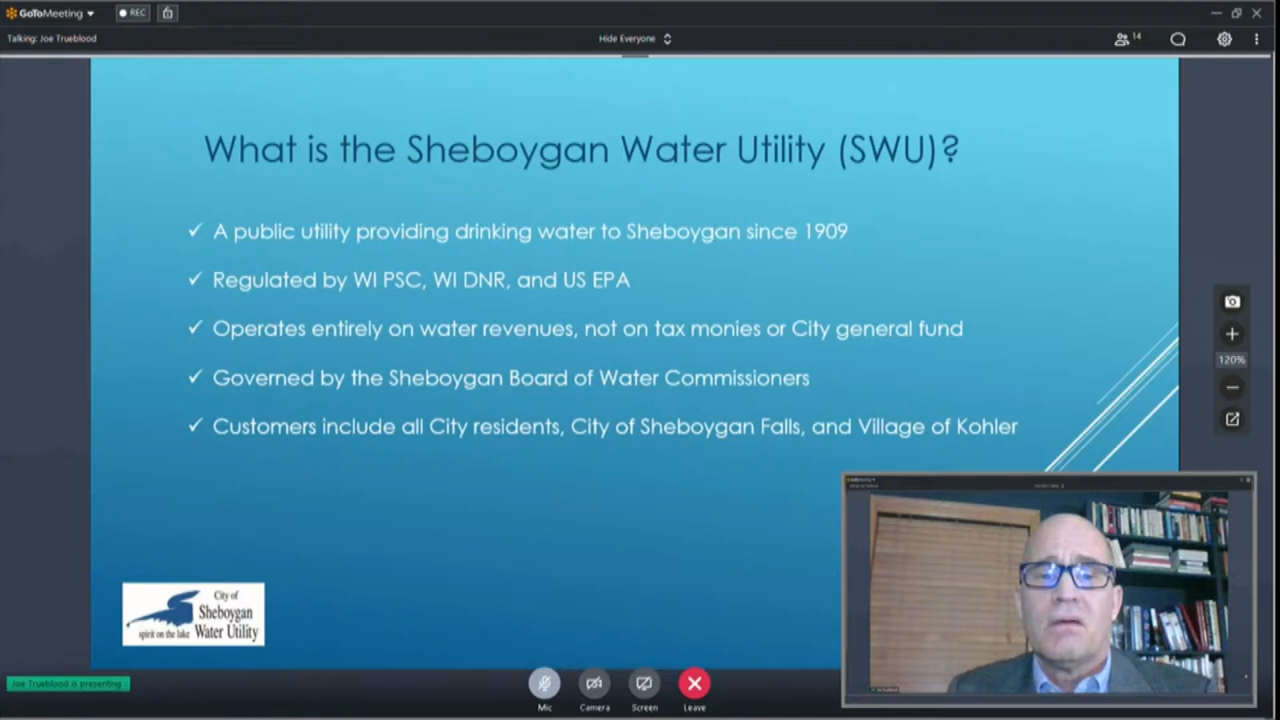 GoToMeeting
REC
Talking: Joe Trueblood
Hide Everyone
14
What is the Sheboygan Water Utility (SWU)?
✓ A public utility providing drinking water to Sheboygan since 1909
✓ Regulated by WI PSC, WI DNR, and US EPA
✓ Operates entirely on water revenues, not on tax monies or City general fund
✓ Governed by the Sheboygan Board of Water Commissioners
✓ Customers include all City residents, City of Sheboygan Falls, and Village of Kohler
120%
City of
Sheboygan
spirit on the lake Water Utility
Joe Trueblood is presenting
Mic
Camera
Screen
Leave